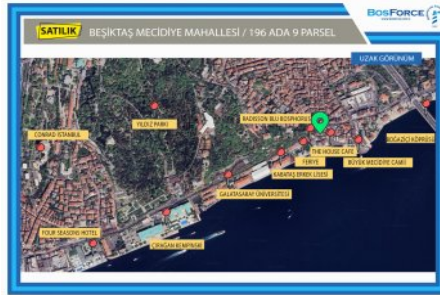 BOSFORCE
SATILIK
BEŞİKTAŞ MECİDİYE MAHALLESİ / 196 ADA 9 PARSEL
UZAK GÖRÜNÜM
YILDIZ PARKI
RADISSON BLU BOSPHORUS
CONRAD İSTANBUL
BOĞAZİÇİ KÖPRÜSÜ
THE HOUSE CAFE
FERİYE
BÜYÜK MECİDİYE CAMİİ
KABATAŞ ERKEK LİSESİ
GALATASARAY ÜNİVERSİTESİ
FOUR SEASONS HOTEL
ÇIRAĞAN KEMPINSKI